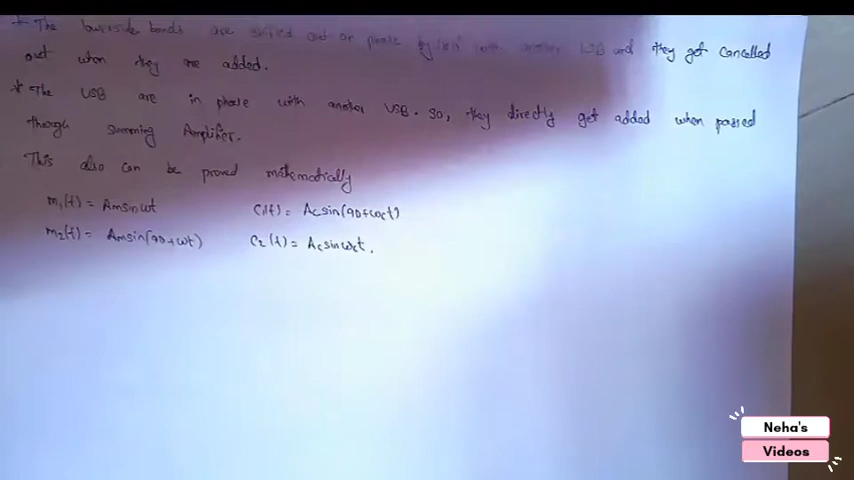 * The lowerside bands are shifted out of phase by 180° with another LSB and they get cancelled
out when they are added.
* The USB are in phase with another USB. So, they directly get added when passed
though summing Amplifier.
This also can be proved mathematically
m₁(t) = Amsinωt C₁(t) = Acsin(90+ωct)
m₂(t) = Amsin(90+ωt) C₂(t) = Acsinωct.
Neha's
Videos